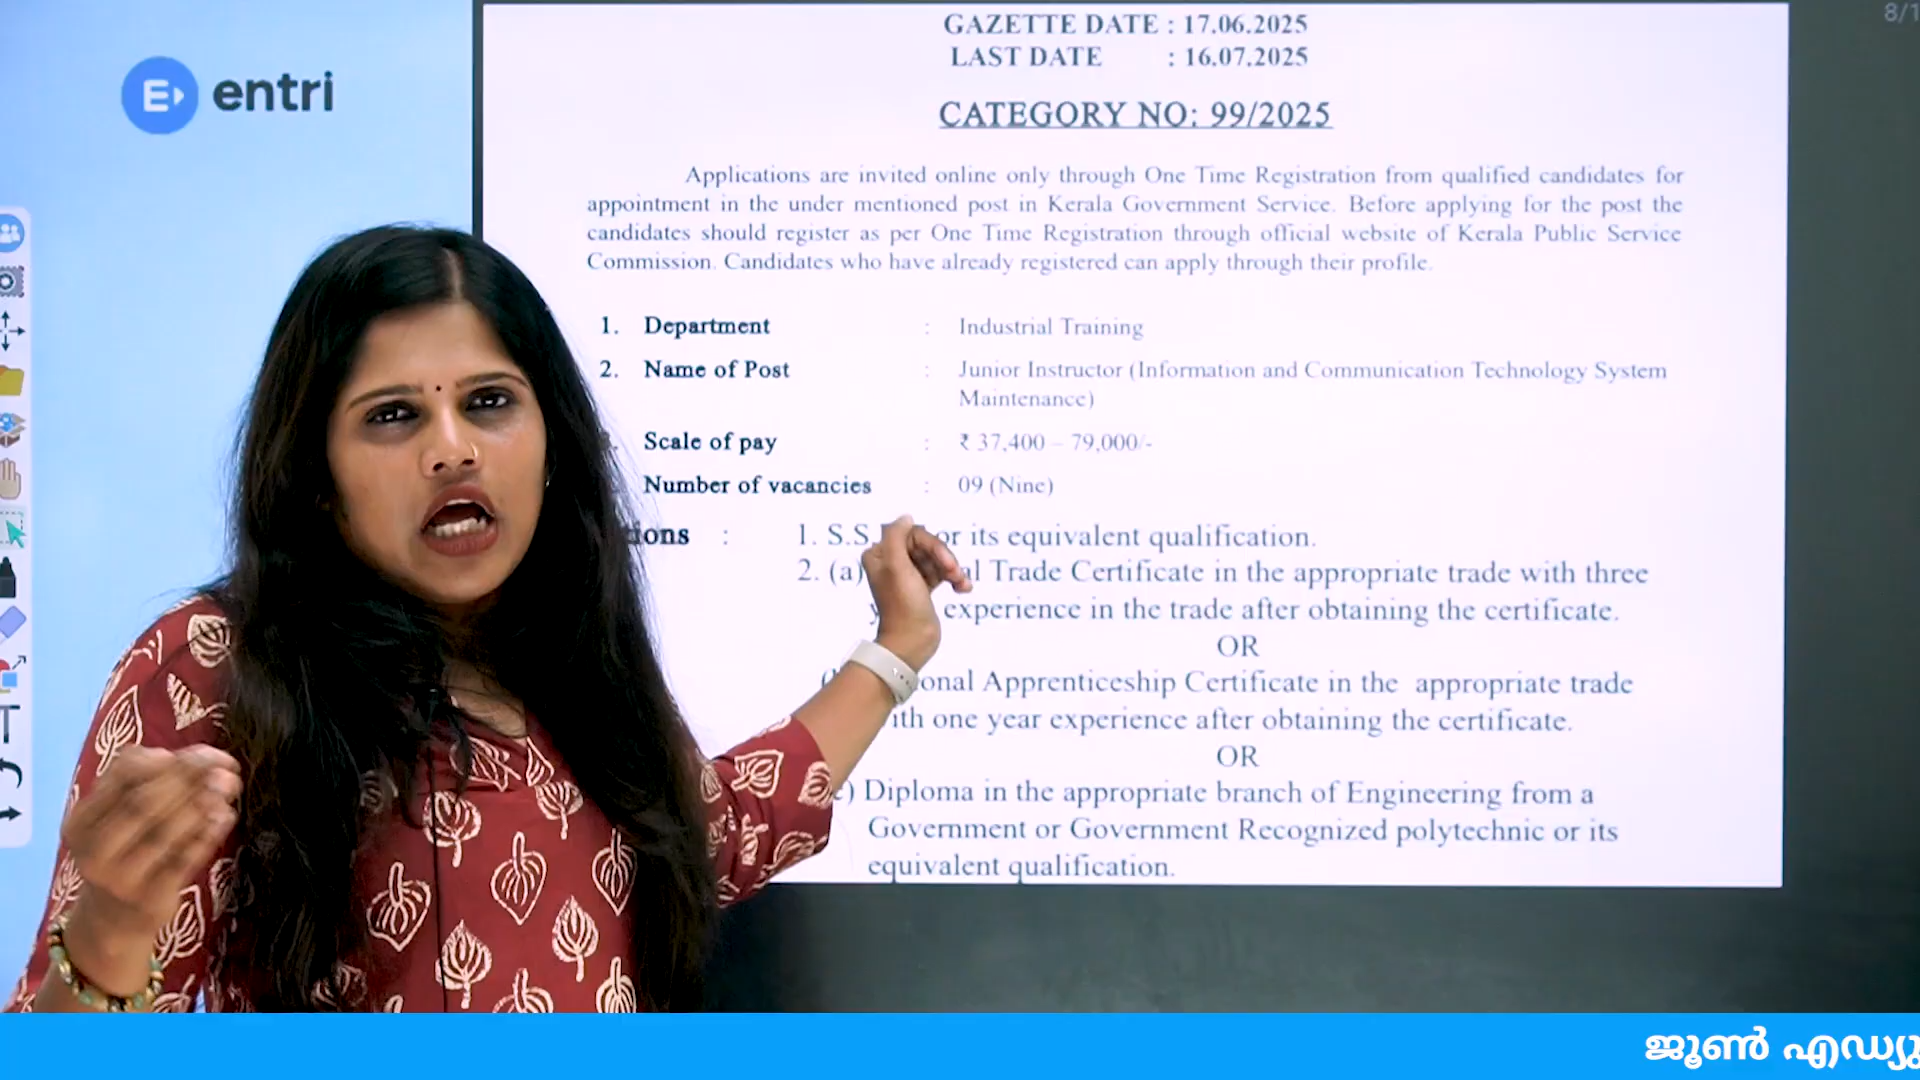 8/1
entri
GAZETTE DATE : 17.06.2025
LAST DATE : 16.07.2025
CATEGORY NO: 99/2025
Applications are invited online only through One Time Registration from qualified candidates for
appointment in the under mentioned post in Kerala Government Service. Before applying for the post the
candidates should register as per One Time Registration through official website of Kerala Public Service
Commission. Candidates who have already registered can apply through their profile.
1. Department : Industrial Training
2. Name of Post : Junior Instructor (Information and Communication Technology System
Maintenance)
Scale of pay : ₹ 37,400 – 79,000/-
Number of vacancies : 09 (Nine)
: 1. or its equivalent qualification.
2. (a) Trade Certificate in the appropriate trade with three
experience in the trade after obtaining the certificate.
OR
Apprenticeship Certificate in the appropriate trade
one year experience after obtaining the certificate.
OR
Diploma in the appropriate branch of Engineering from a
Government or Government Recognized polytechnic or its
equivalent qualification.
ജൂൺ